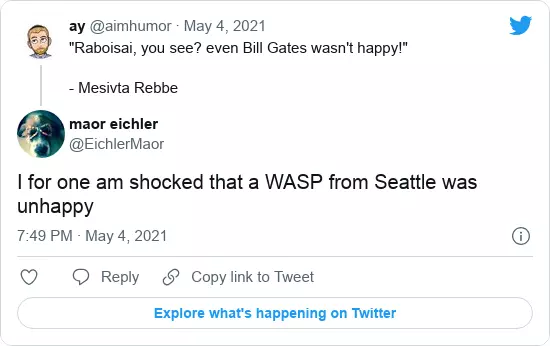 ay @aimhumor · May 4, 2021
"Raboisai, you see? even Bill Gates wasn't happy!"
- Mesivta Rebbe
maor eichler
@EichlerMaor
I for one am shocked that a WASP from Seattle was
unhappy
7:49 PM · May 4, 2021
Reply
Copy link to Tweet
Explore what's happening on Twitter